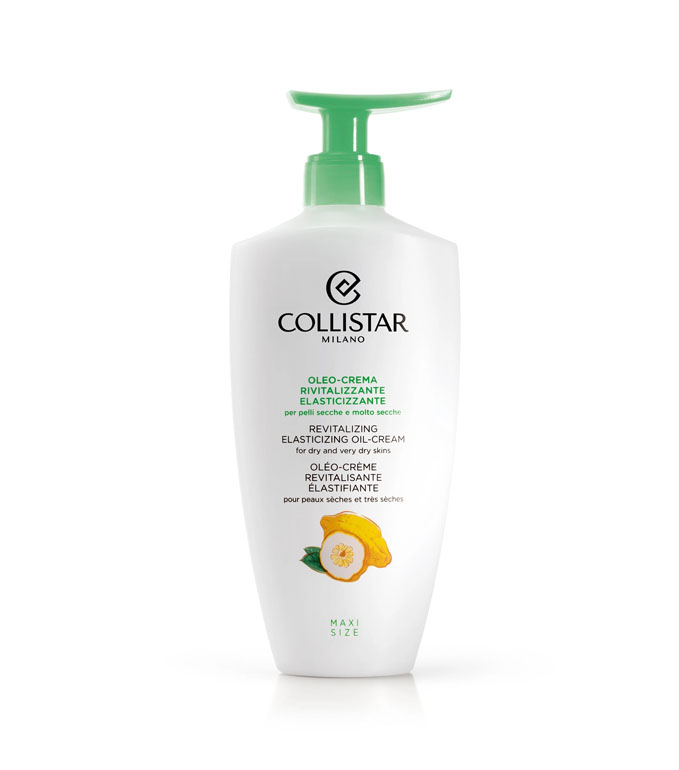 COLLISTAR
MILANO
OLEO-CREMA
RIVITALIZZANTE
ELASTICIZZANTE
per pelli secche e molto secche
REVITALIZING
ELASTICIZING OIL-CREAM
for dry and very dry skins
OLÉO-CRÈME
REVITALISANTE
ÉLASTIFIANTE
pour peaux sèches et très sèches
MAXI
SIZE